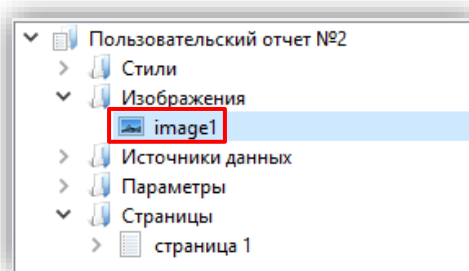 Пользовательский отчет №2
Стили
Изображения
image1
Источники данных
Параметры
Страницы
страница 1